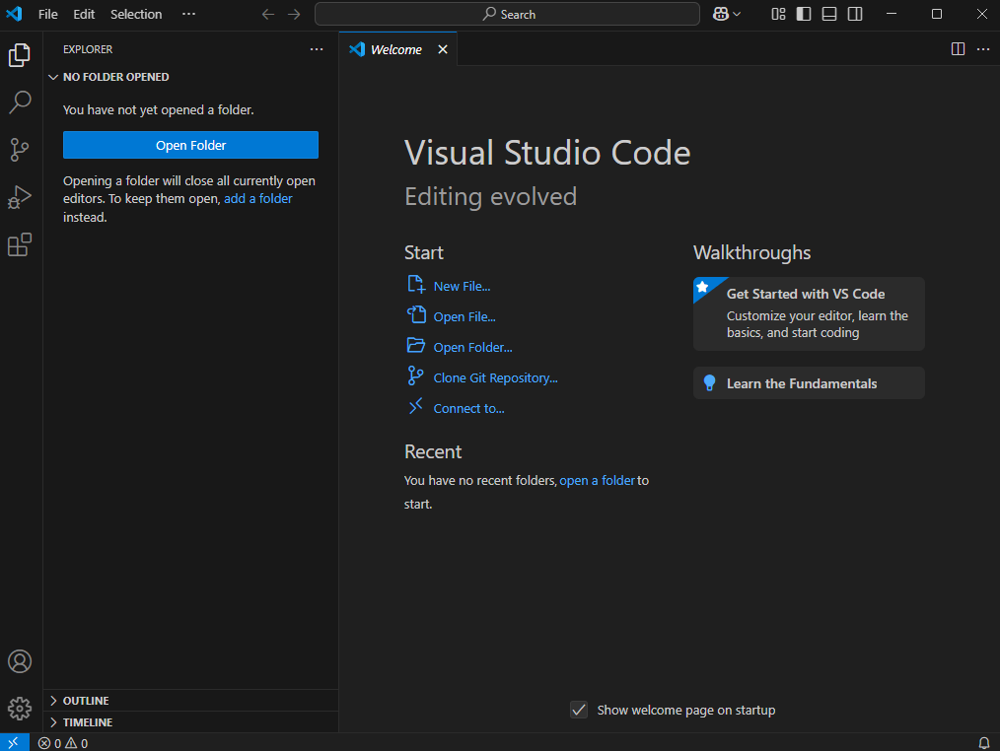 File Edit Selection ··· Search
EXPLORER ···
Welcome
NO FOLDER OPENED
You have not yet opened a folder.
Open Folder
Opening a folder will close all currently open
editors. To keep them open, add a folder
instead.
Visual Studio Code
Editing evolved
Start
New File...
Open File...
Open Folder...
Clone Git Repository...
Connect to...
Recent
You have no recent folders, open a folder to
start.
Walkthroughs
Get Started with VS Code
Customize your editor, learn the
basics, and start coding
Learn the Fundamentals
Show welcome page on startup
OUTLINE
TIMELINE
0 0